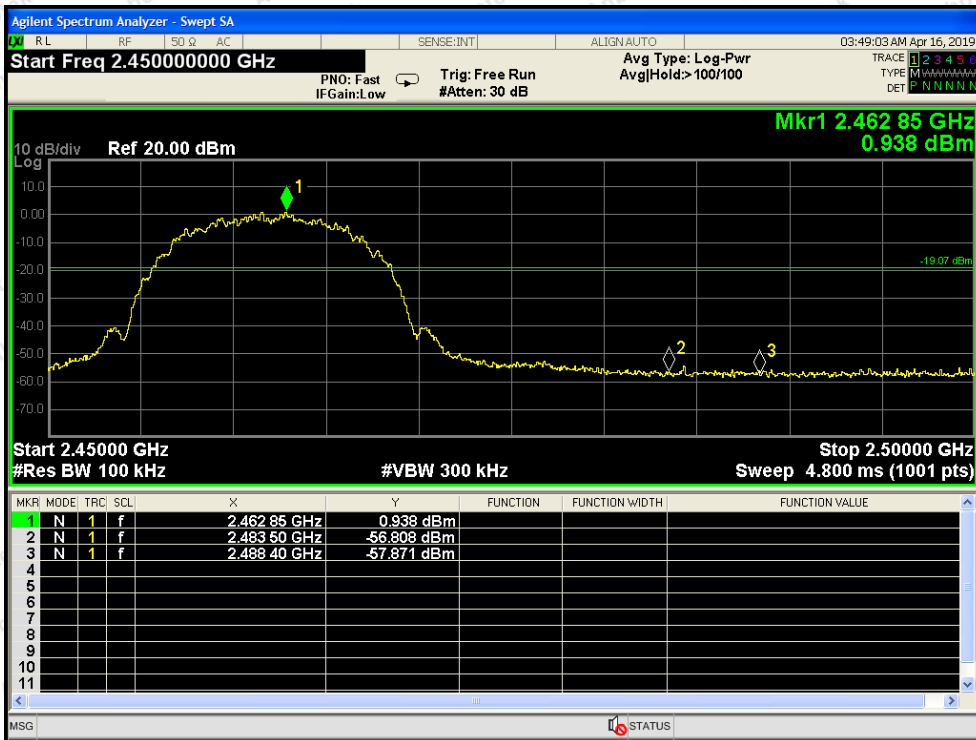 Agilent Spectrum Analyzer - Swept SA
LXI RL RF 50 Ω AC SENSE:INT ALIGN AUTO 03:49:03 AM Apr 16, 2019
Start Freq 2.450000000 GHz
PNO: Fast
IFGain:Low
Trig: Free Run
#Atten: 30 dB
Avg Type: Log-Pwr
Avg|Hold:>100/100
TRACE 1 2 3 4 5 6
TYPE MWWWWW
DET P N N N N N
Mkr1 2.462 85 GHz
0.938 dBm
10 dB/div Ref 20.00 dBm
Log
10.0
0.00
-10.0
-20.0
-30.0
-40.0
-50.0
-60.0
-70.0
1
-19.07 dBm
2
3
Start 2.45000 GHz Stop 2.50000 GHz
#Res BW 100 kHz #VBW 300 kHz Sweep 4.800 ms (1001 pts)
MKR MODE TRC SCL X Y FUNCTION FUNCTION WIDTH FUNCTION VALUE
1 N 1 f 2.462 85 GHz 0.938 dBm
2 N 1 f 2.483 50 GHz -56.808 dBm
3 N 1 f 2.488 40 GHz -57.871 dBm
4
5
6
7
8
9
10
11
MSG STATUS